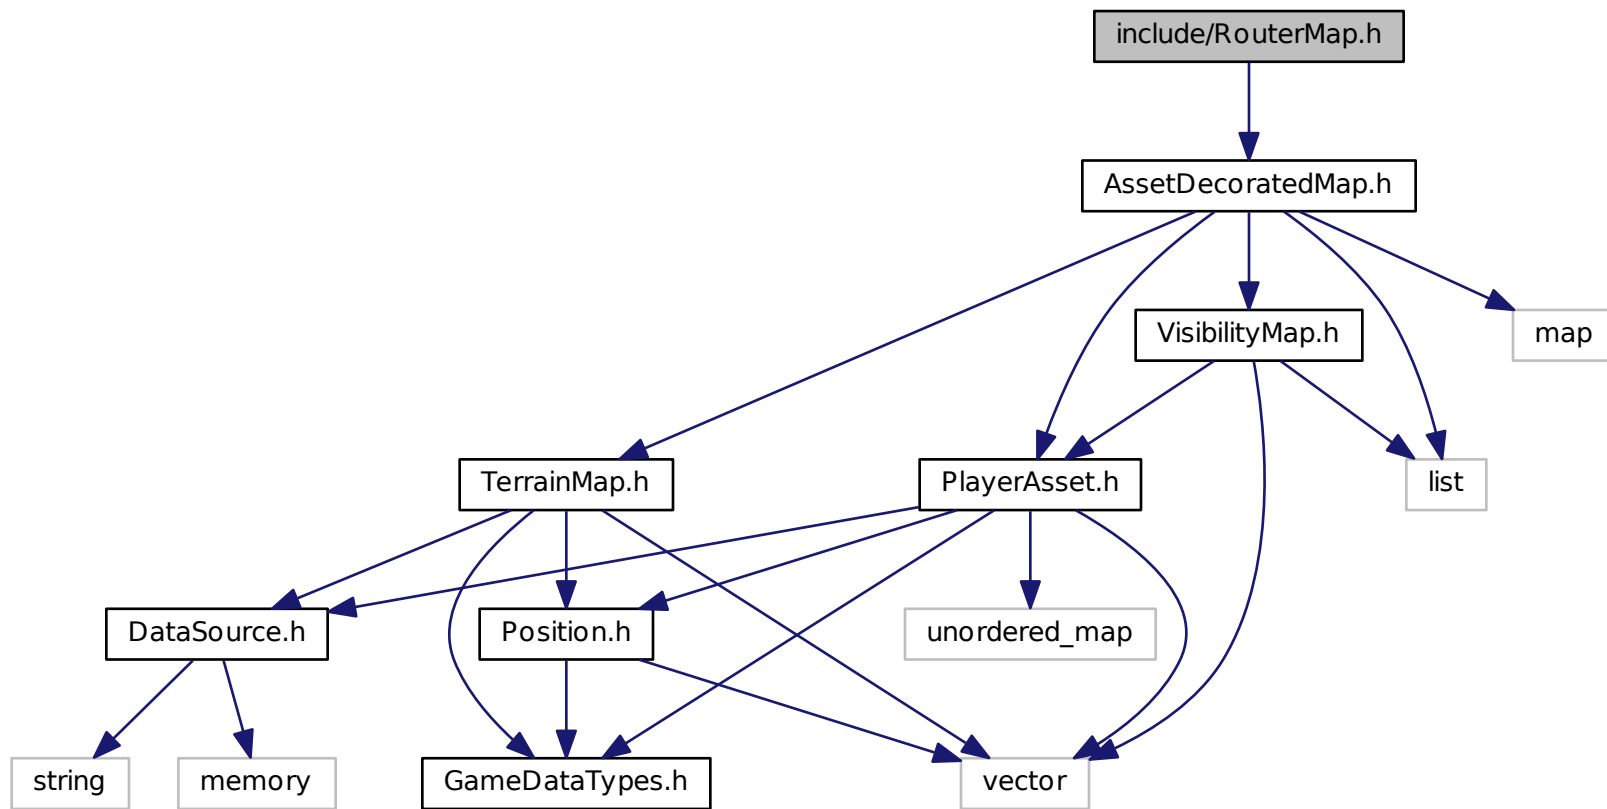 include/RouterMap.h
AssetDecoratedMap.h
VisibilityMap.h
map
TerrainMap.h
PlayerAsset.h
list
DataSource.h
Position.h
unordered_map
string
memory
GameDataTypes.h
vector